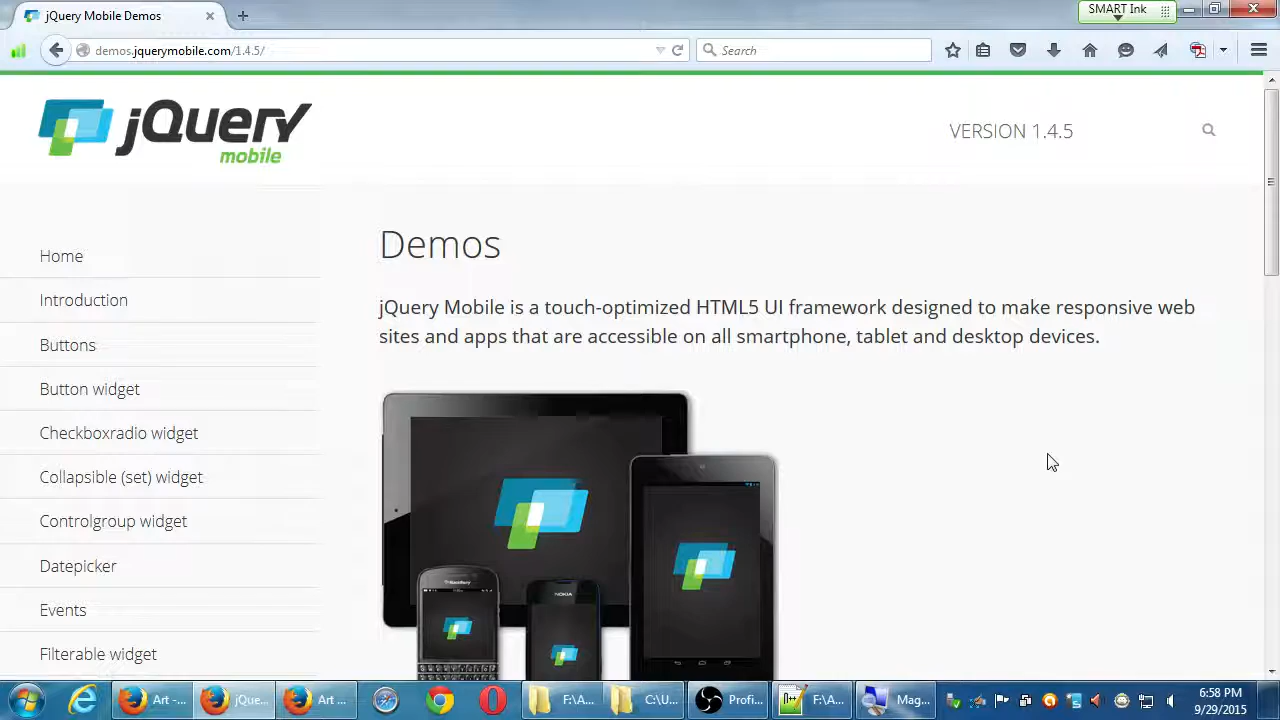 jQuery Mobile Demos
SMART Ink
demos.jquerymobile.com/1.4.5/
Search
jQuery
mobile
VERSION 1.4.5
Demos
jQuery Mobile is a touch-optimized HTML5 UI framework designed to make responsive web
sites and apps that are accessible on all smartphone, tablet and desktop devices.
Home
Introduction
Buttons
Button widget
Checkboxradio widget
Collapsible (set) widget
Controlgroup widget
Datepicker
Events
Filterable widget
BlackBerry
NOKIA
Art -...
jQue...
Art ...
F:\A...
C:\U...
Profi...
F:\A...
Mag...
6:58 PM
9/29/2015